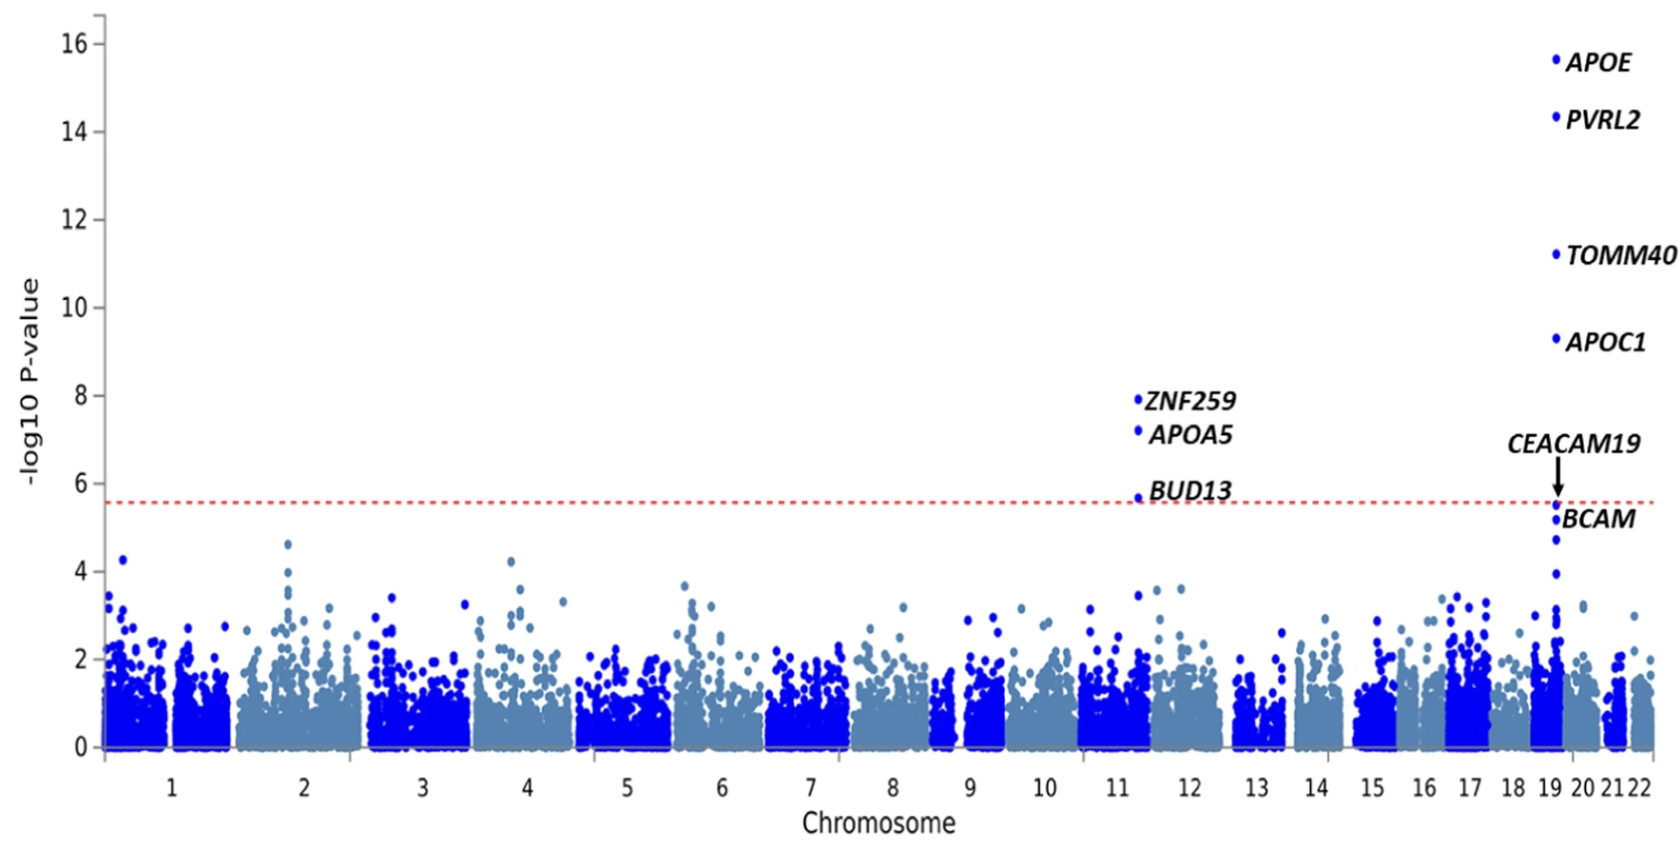 16
APOE
PVRL2
14
12
TOMM40
10
APOC1
8
ZNF259
APOA5
CEACAM19
6
BUD13
BCAM
4
2
0
-log10 P-value
1 2 3 4 5 6 7 8 9 10 11 12 13 14 15 16 17 18 19 20 21 22
Chromosome